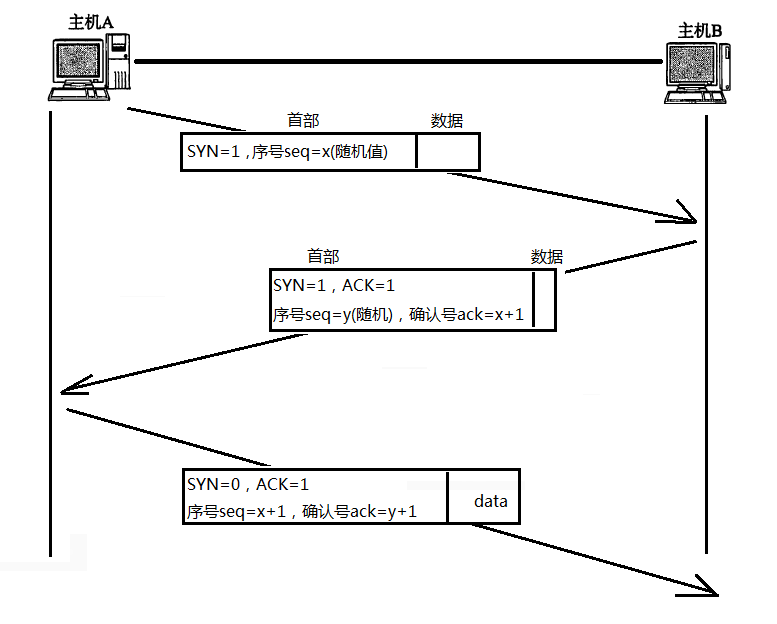 主机A
主机B
首部 数据
SYN=1,序号seq=x(随机值)
首部 数据
SYN=1，ACK=1
序号seq=y(随机)，确认号ack=x+1
SYN=0，ACK=1
序号seq=x+1，确认号ack=y+1
data